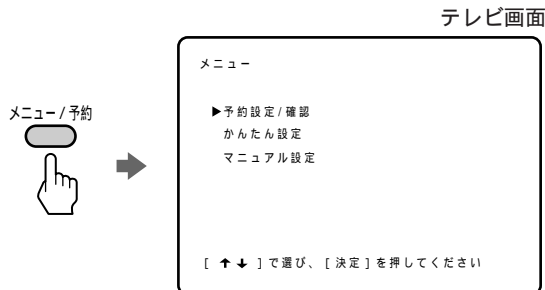 テレビ画面
メニュー
メニュー/予約
▶予約設定/確認
かんたん設定
マニュアル設定
[ ↑↓ ]で選び、[決定]を押してください